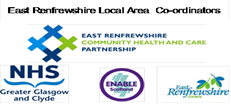 East Renfrewshire Local Area Co-ordinators
EAST RENFREWSHIRE
COMMUNITY HEALTH AND CARE
PARTNERSHIP
NHS
Greater Glasgow
and Clyde
ENABLE
Scotland
East
Renfrewshire